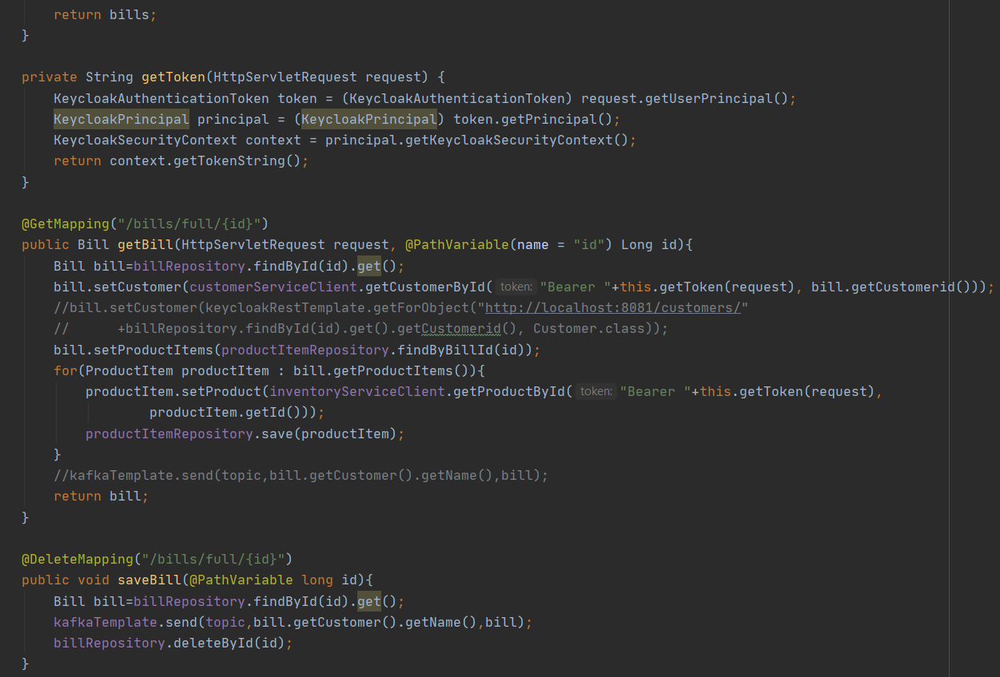 return bills;
}
private String getToken(HttpServletRequest request) {
KeycloakAuthenticationToken token = (KeycloakAuthenticationToken) request.getUserPrincipal();
KeycloakPrincipal principal = (KeycloakPrincipal) token.getPrincipal();
KeycloakSecurityContext context = principal.getKeycloakSecurityContext();
return context.getTokenString();
}
@GetMapping("/bills/full/{id}")
public Bill getBill(HttpServletRequest request, @PathVariable(name = "id") Long id){
Bill bill=billRepository.findById(id).get();
bill.setCustomer(customerServiceClient.getCustomerById( token: "Bearer "+this.getToken(request), bill.getCustomerid()));
//bill.setCustomer(keycloakRestTemplate.getForObject("http://localhost:8081/customers/"
//      +billRepository.findById(id).get().getCustomerid(), Customer.class));
bill.setProductItems(productItemRepository.findByBillId(id));
for(ProductItem productItem : bill.getProductItems()){
productItem.setProduct(inventoryServiceClient.getProductById( token: "Bearer "+this.getToken(request),
productItem.getId()));
productItemRepository.save(productItem);
}
//kafkaTemplate.send(topic,bill.getCustomer().getName(),bill);
return bill;
}
@DeleteMapping("/bills/full/{id}")
public void saveBill(@PathVariable long id){
Bill bill=billRepository.findById(id).get();
kafkaTemplate.send(topic,bill.getCustomer().getName(),bill);
billRepository.deleteById(id);
}